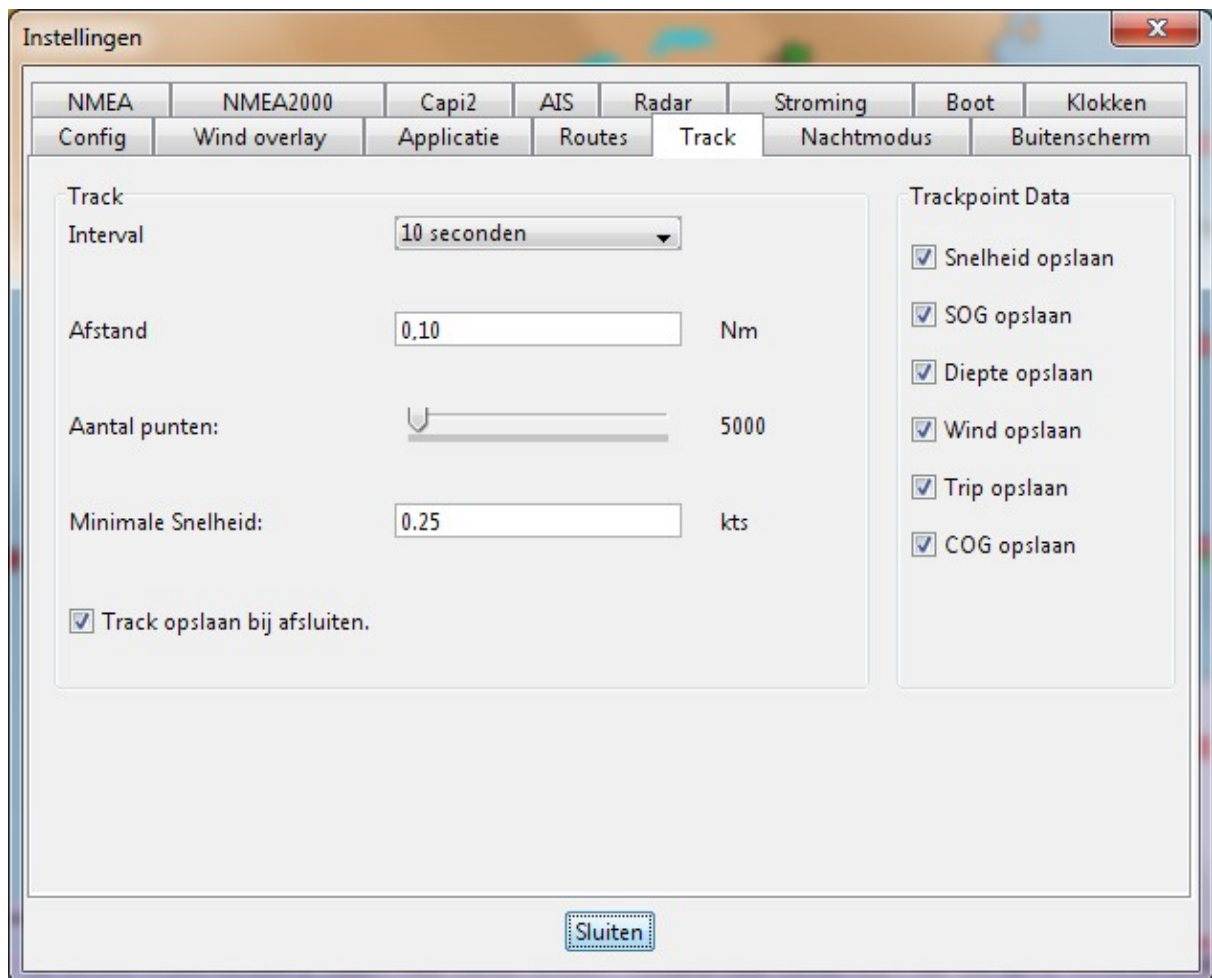 Instellingen
X
NMEA NMEA2000 Capi2 AIS Radar Stroming Boot Klokken
Config Wind overlay Applicatie Routes Track Nachtmodus Buitenscherm
Track
Interval 10 seconden
Afstand 0,10 Nm
Aantal punten: 5000
Minimale Snelheid: 0.25 kts
Track opslaan bij afsluiten.
Trackpoint Data
Snelheid opslaan
SOG opslaan
Diepte opslaan
Wind opslaan
Trip opslaan
COG opslaan
Sluiten